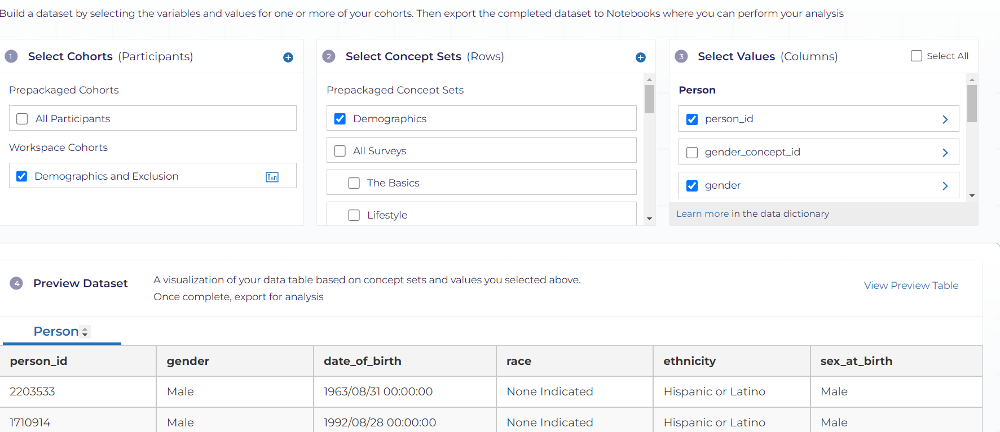 Build a dataset by selecting the variables and values for one or more of your cohorts. Then export the completed dataset to Notebooks where you can perform your analysis
1 Select Cohorts (Participants)
Prepackaged Cohorts
All Participants
Workspace Cohorts
Demographics and Exclusion
2 Select Concept Sets (Rows)
Prepackaged Concept Sets
Demographics
All Surveys
The Basics
Lifestyle
3 Select Values (Columns) Select All
Person
person_id
gender_concept_id
gender
Learn more in the data dictionary
4 Preview Dataset
A visualization of your data table based on concept sets and values you selected above.
Once complete, export for analysis
View Preview Table
Person
person_id gender date_of_birth race ethnicity sex_at_birth
2203533 Male 1963/08/31 00:00:00 None Indicated Hispanic or Latino Male
1710914 Male 1992/08/28 00:00:00 None Indicated Hispanic or Latino Male